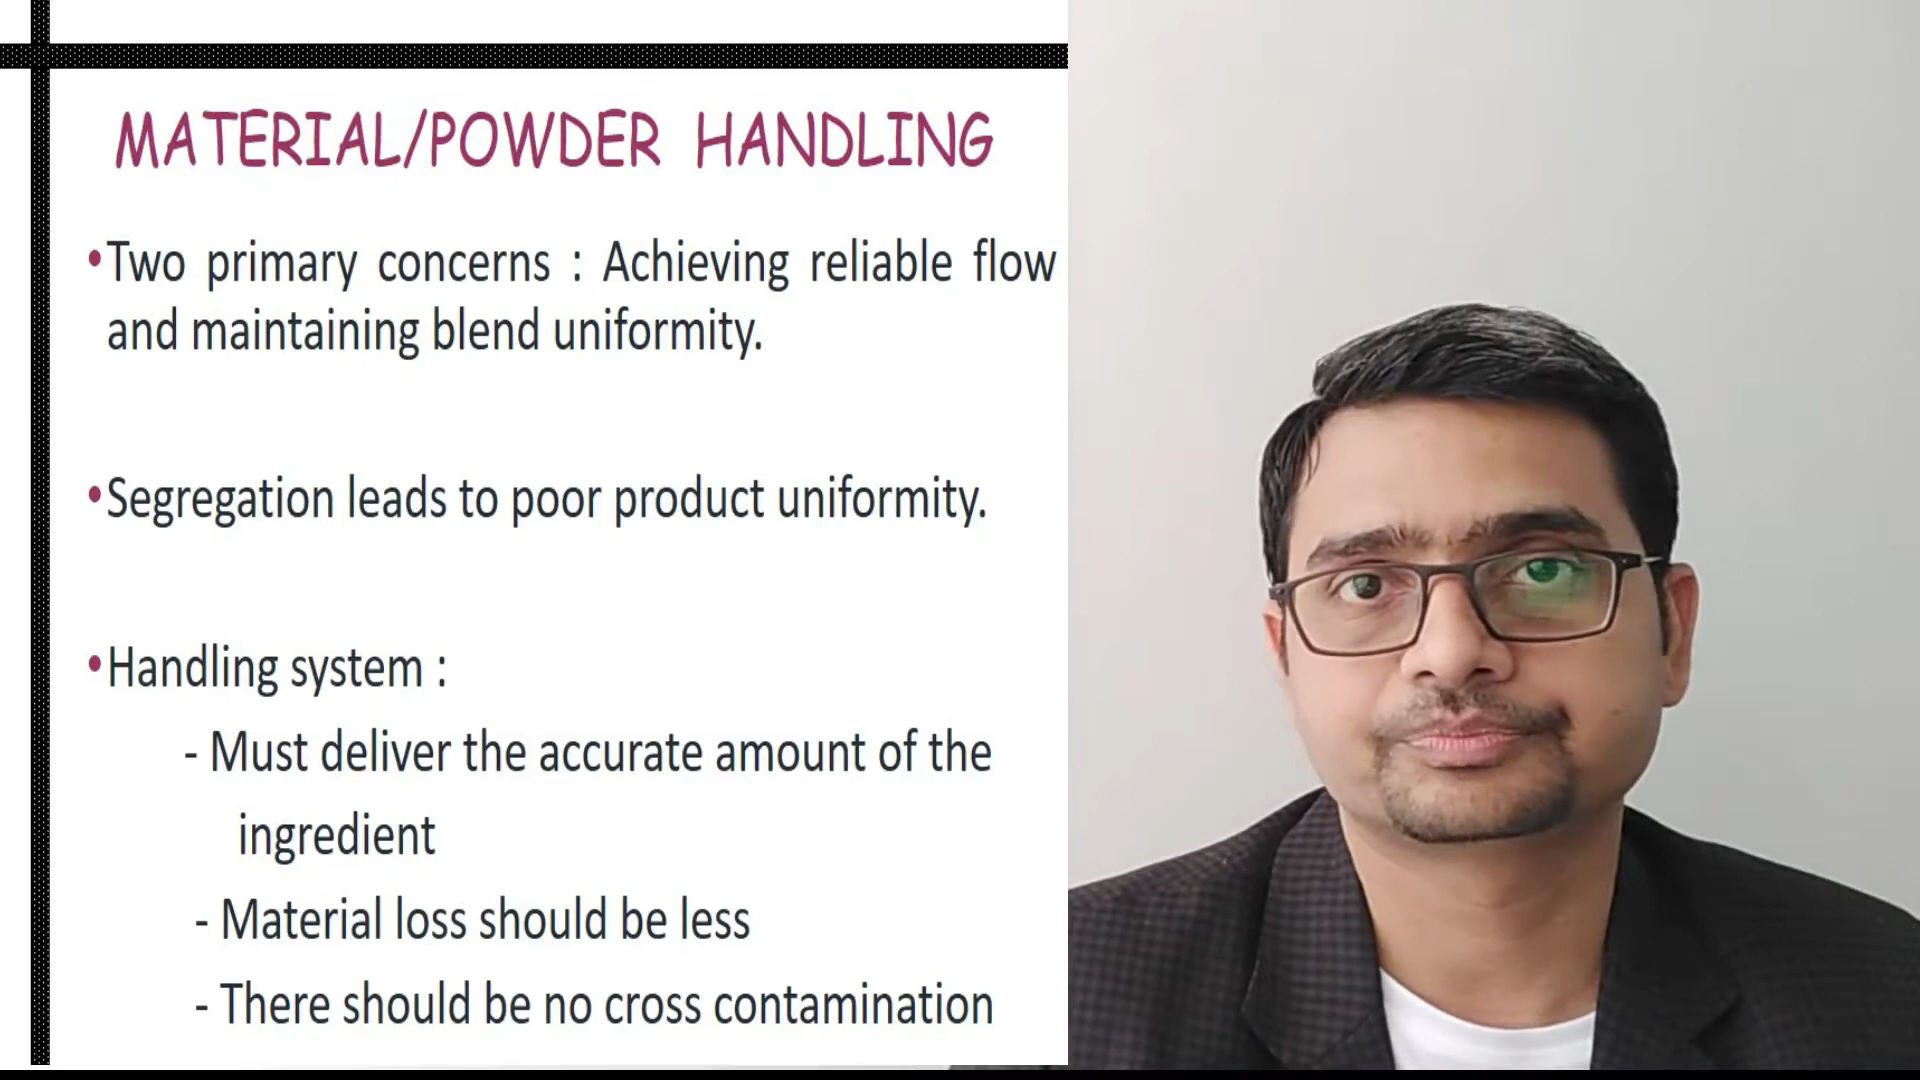 MATERIAL/POWDER HANDLING
•Two primary concerns : Achieving reliable flow
and maintaining blend uniformity.
•Segregation leads to poor product uniformity.
•Handling system :
- Must deliver the accurate amount of the
ingredient
- Material loss should be less
- There should be no cross contamination